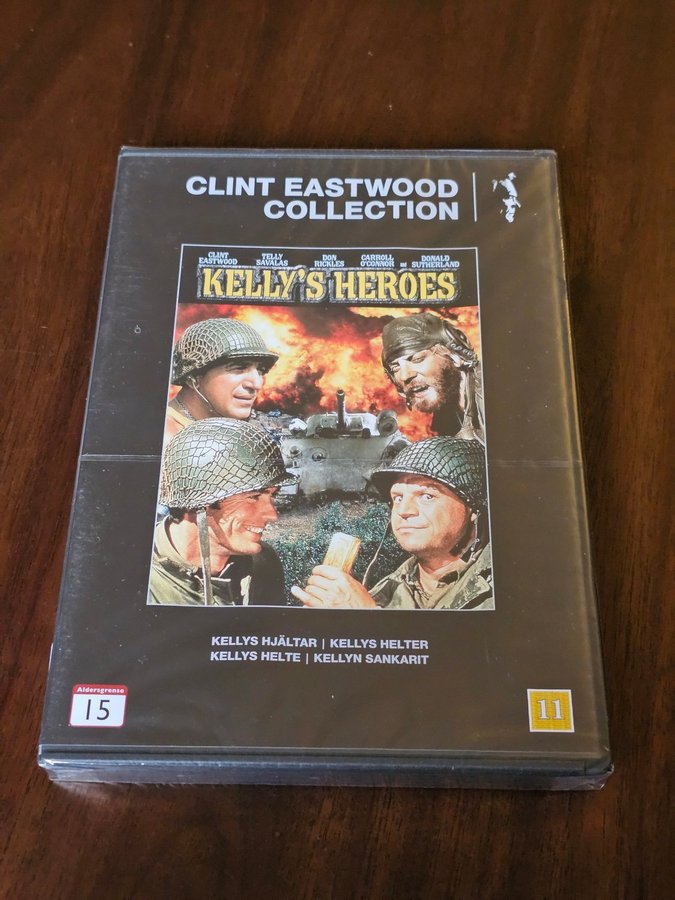 CLINT EASTWOOD
COLLECTION
CLINT EASTWOOD TELLY SAVALAS DON RICKLES CARROLL O'CONNOR AND DONALD SUTHERLAND
KELLY'S HEROES
KELLYS HJÄLTAR | KELLYS HELTER
KELLYS HELTE | KELLYN SANKARIT
Aldersgrense
15
11